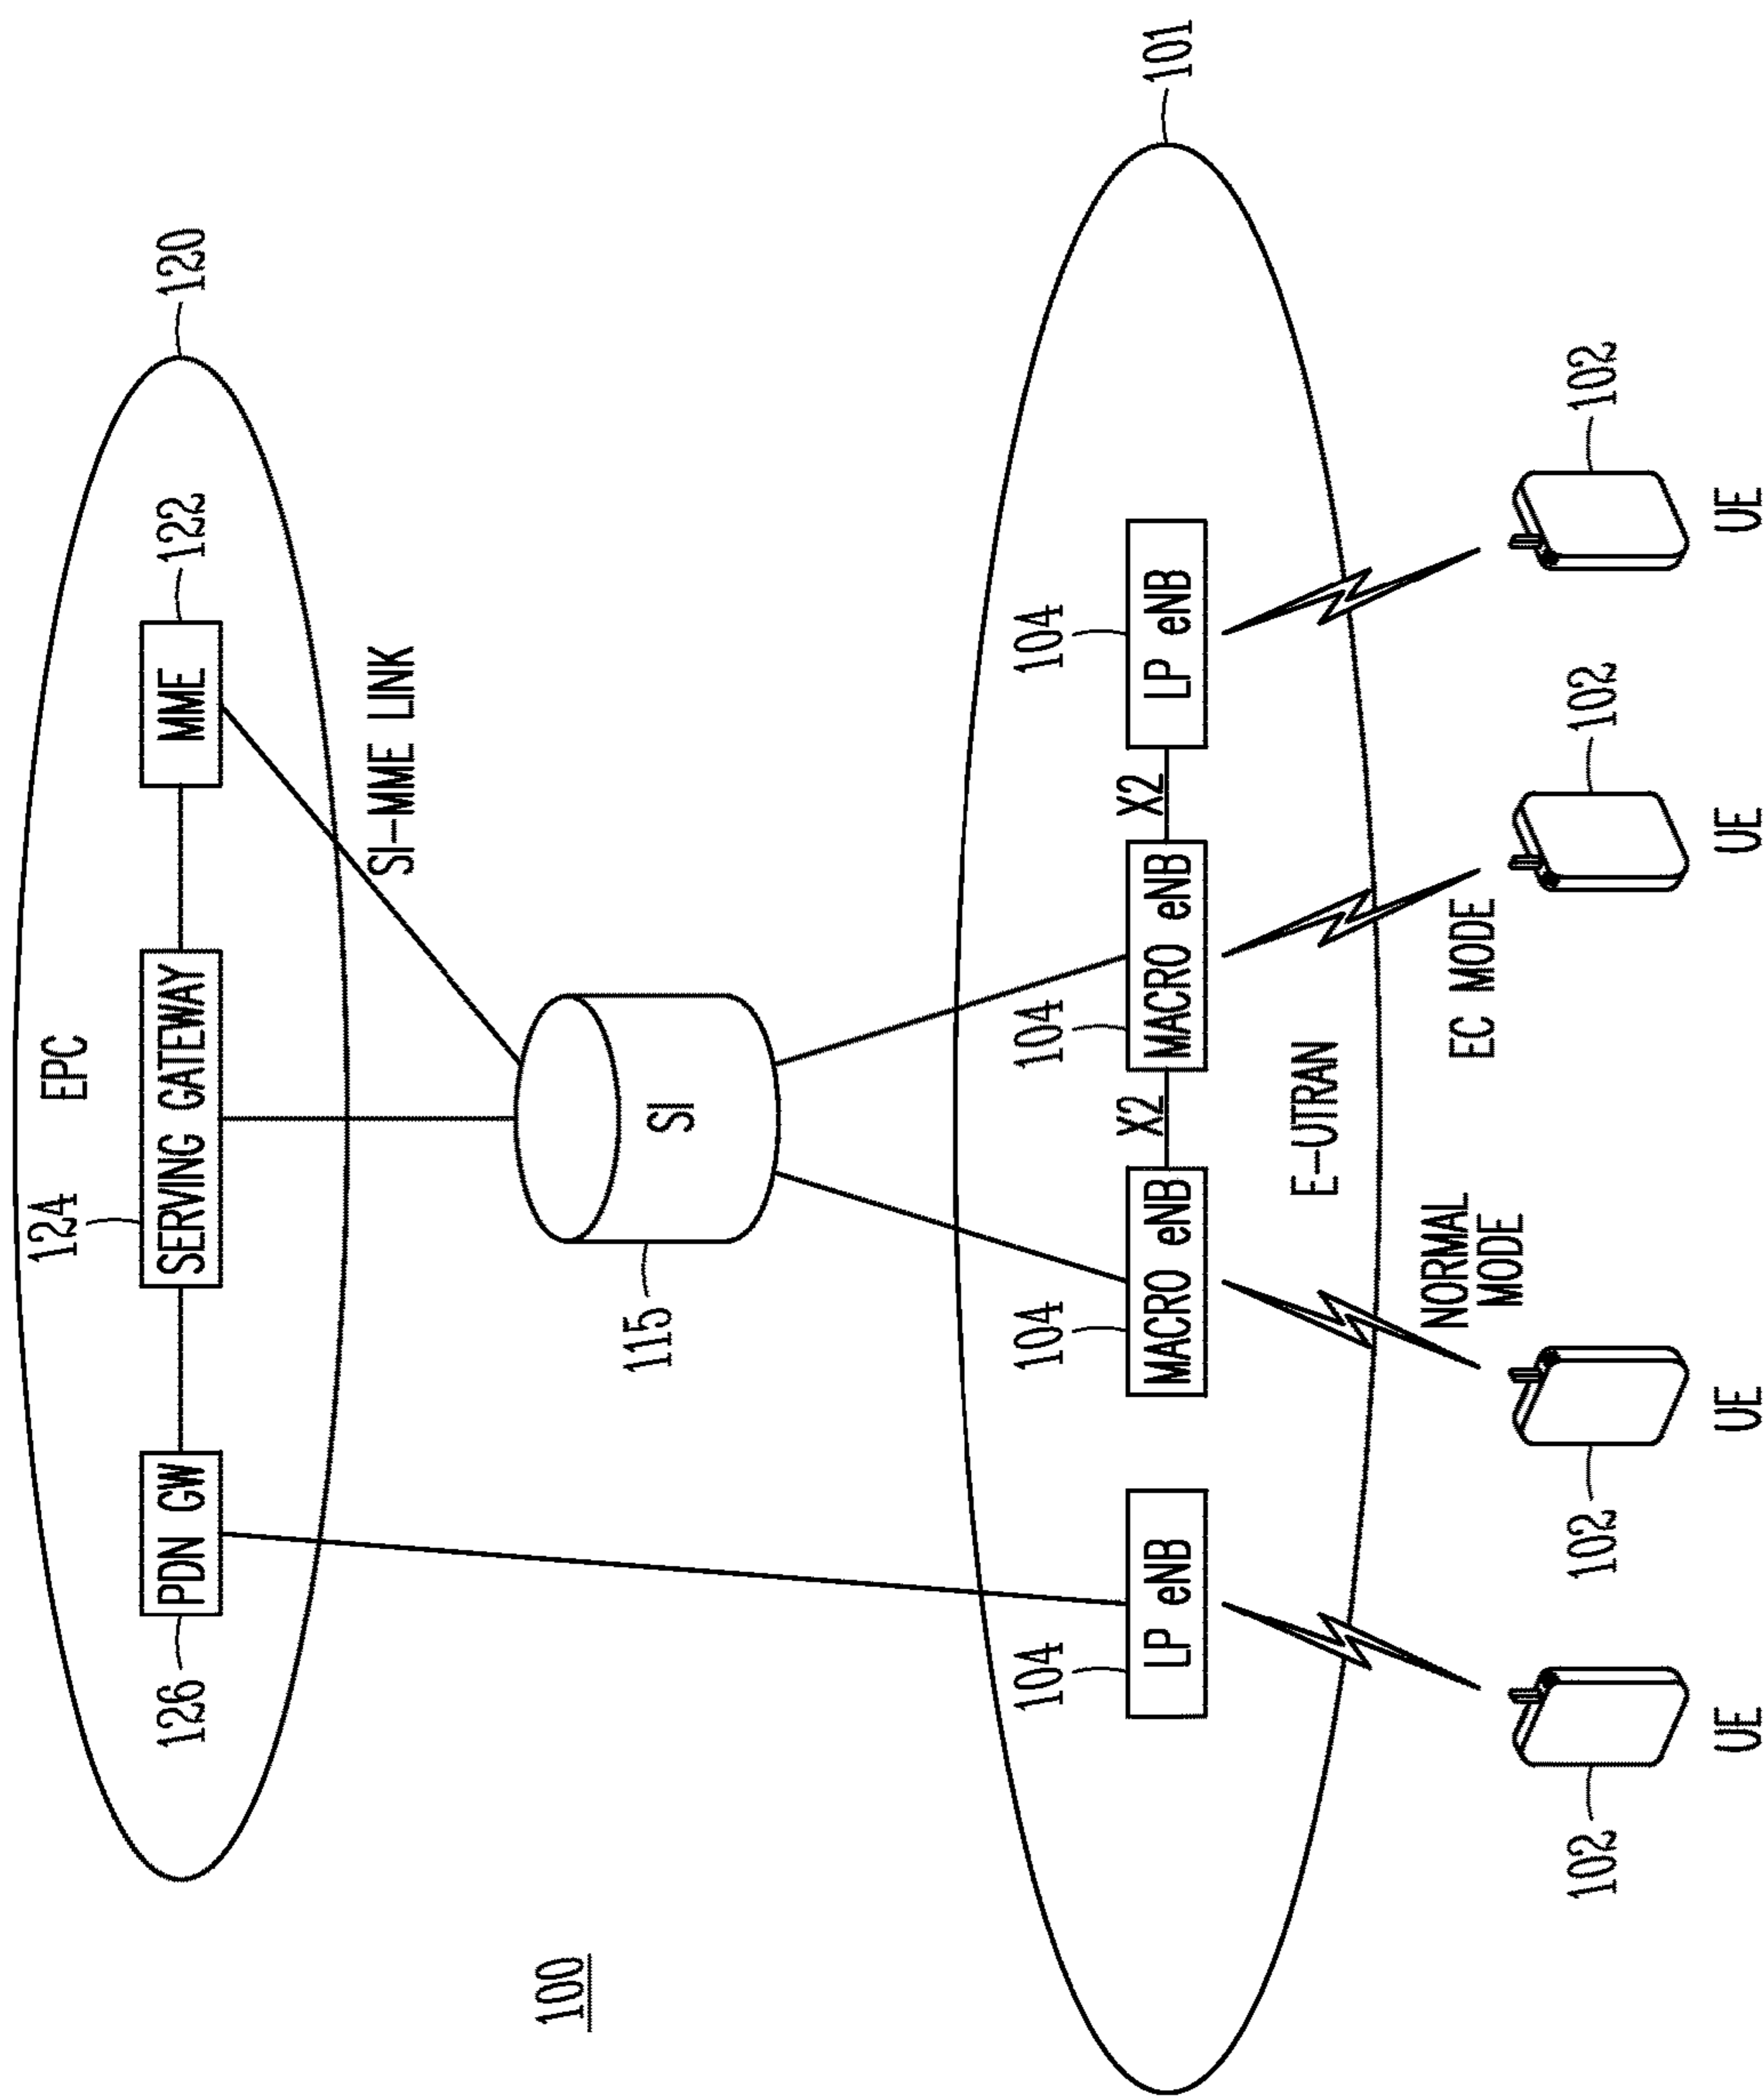 100
EPC
120
126
PDN GW
124
SERVING GATEWAY
MME
122
SI-MME LINK
115
SI
101
104
LP eNB
104
MACRO eNB
X2
104
MACRO eNB
X2
104
LP eNB
E-UTRAN
NORMAL
MODE
EC MODE
102
UE
102
UE
102
UE
102
UE